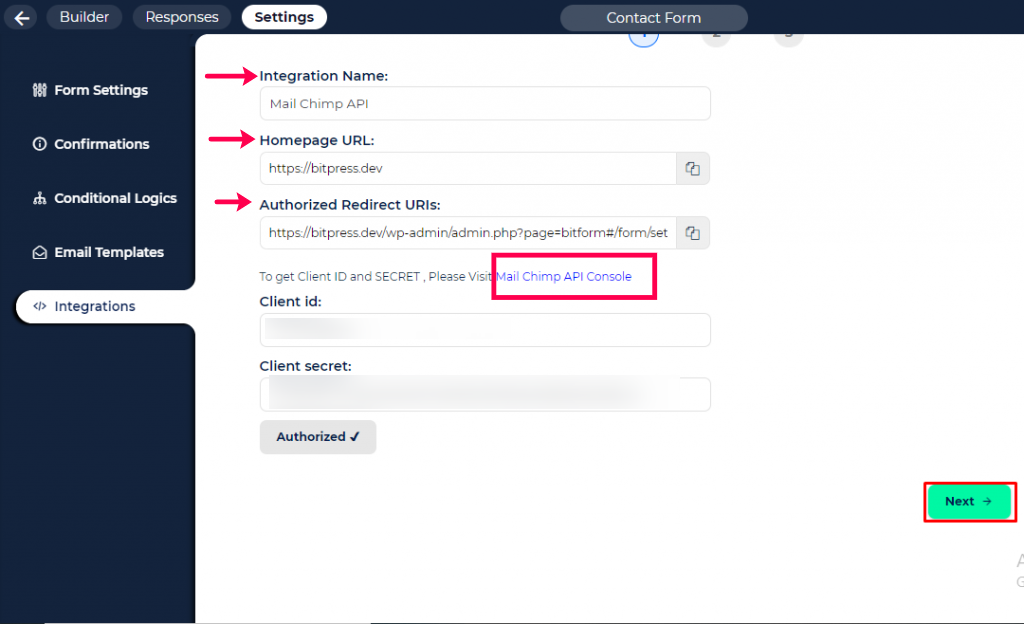 Builder
Responses
Settings
Contact Form
Form Settings
Confirmations
Conditional Logics
Email Templates
Integrations
Integration Name:
Mail Chimp API
Homepage URL:
https://bitpress.dev
Authorized Redirect URIs:
https://bitpress.dev/wp-admin/admin.php?page=bitform#/form/set
To get Client ID and SECRET , Please Visit Mail Chimp API Console
Client id:
Client secret:
Authorized ✓
Next →